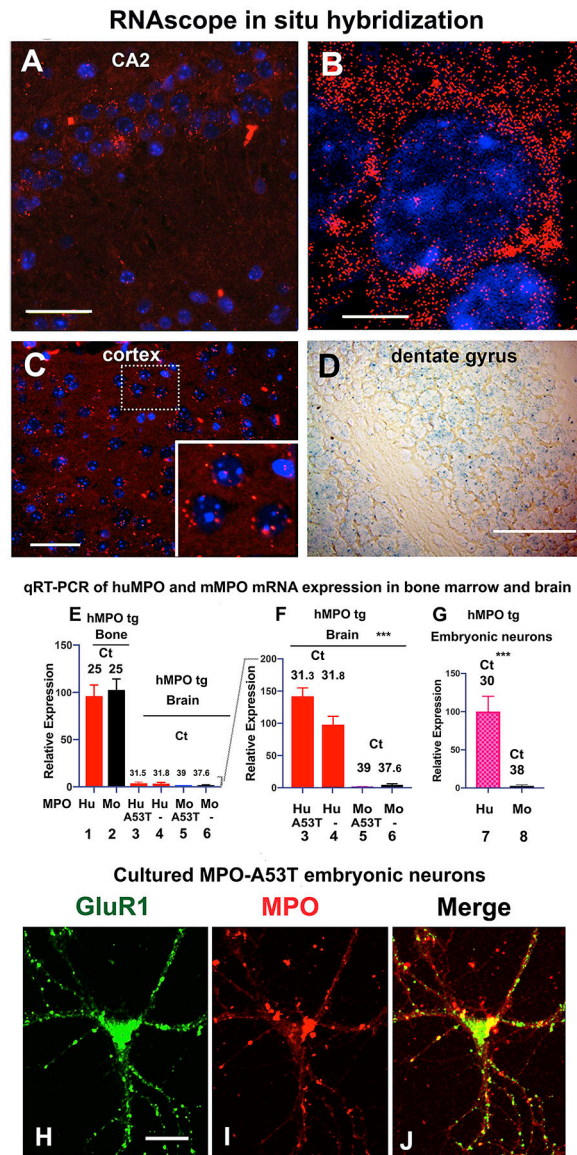 RNAscope in situ hybridization
A
CA2
B
C
cortex
D
dentate gyrus
qRT-PCR of huMPO and mMPO mRNA expression in bone marrow and brain
E
hMPO tg
Bone
Ct
25 25
hMPO tg
Brain
Ct
31.5 31.8 39 37.6
Relative Expression
150
100
50
0
MPO Hu Mo Hu Hu Mo Mo
A53T - A53T -
1 2 3 4 5 6
F
hMPO tg
Brain ***
Ct
31.3 31.8
Ct
39 37.6
Relative Expression
200
150
100
50
0
Hu Hu Mo Mo
A53T - A53T -
3 4 5 6
G
hMPO tg
Embryonic neurons
***
Ct
30
Ct
38
Relative Expression
150
100
50
0
Hu Mo
7 8
Cultured MPO-A53T embryonic neurons
GluR1 MPO Merge
H I J